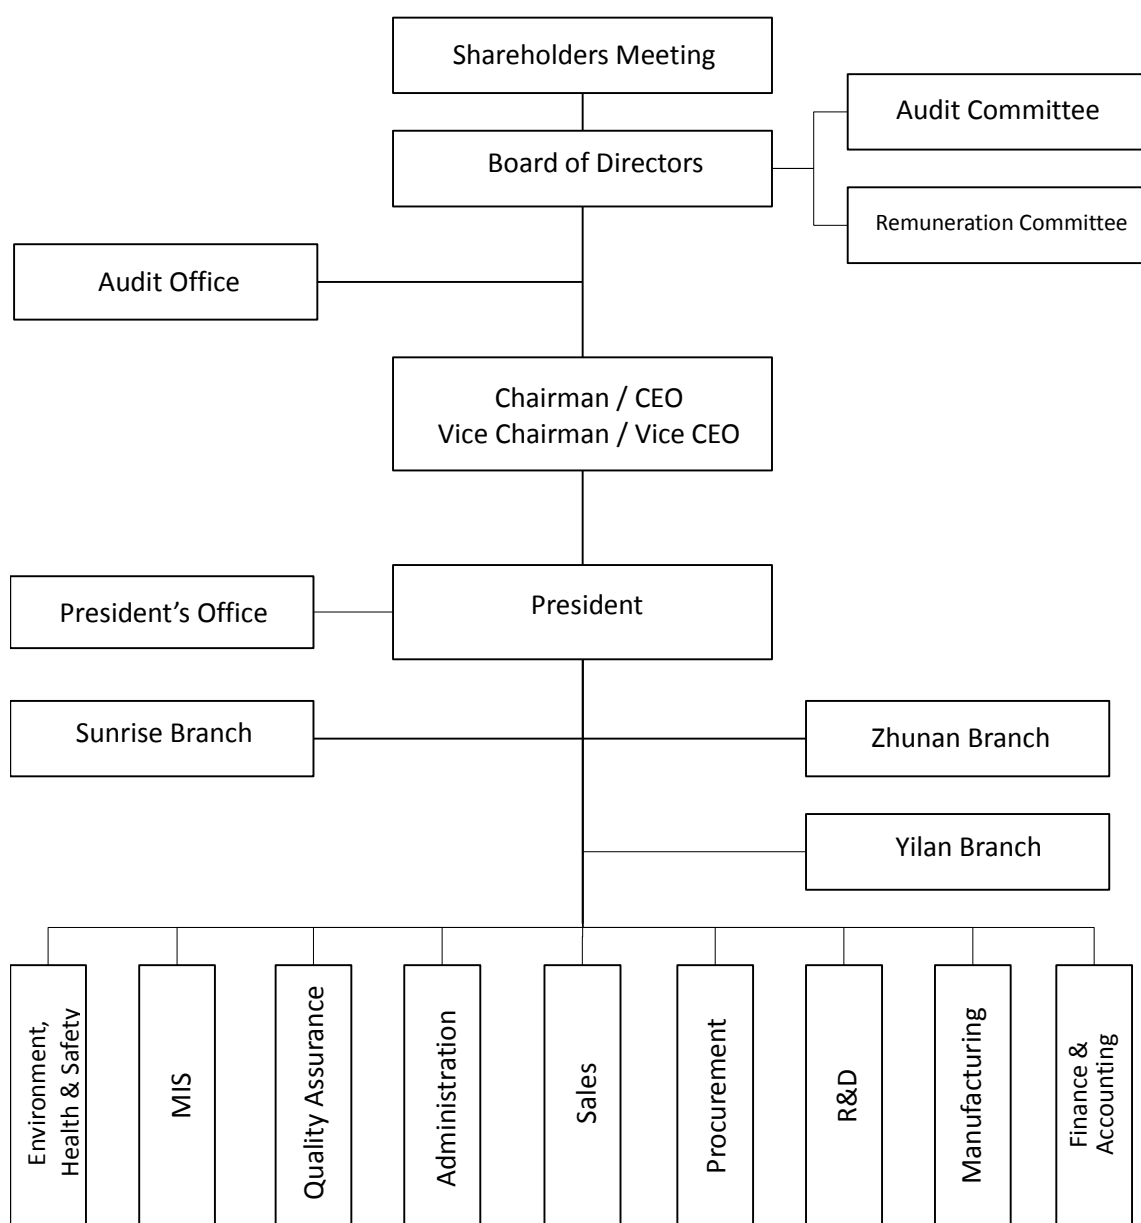 Shareholders Meeting
Audit Committee
Board of Directors
Remuneration Committee
Audit Office
Chairman / CEO
Vice Chairman / Vice CEO
President’s Office
President
Sunrise Branch
Zhunan Branch
Yilan Branch
Environment,
Health & Safety
MIS
Quality Assurance
Administration
Sales
Procurement
R&D
Manufacturing
Finance &
Accounting